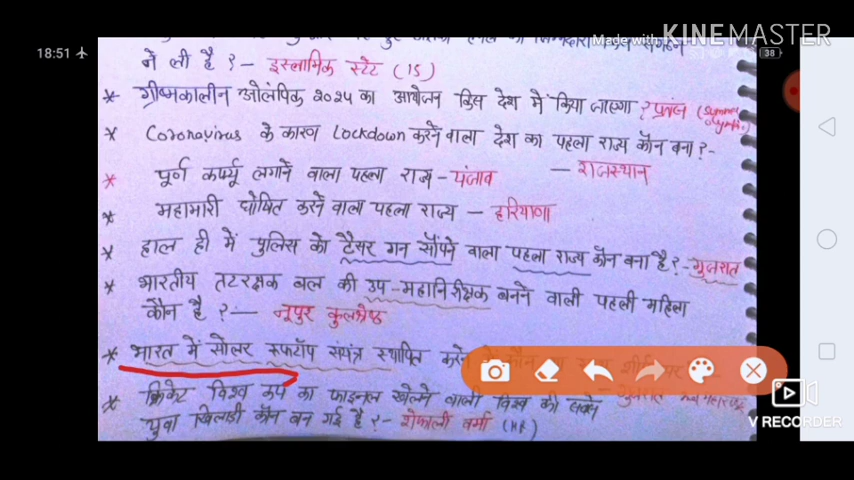 18:51
Made with KINEMASTER
38
ने ली है ? - इस्लामिक स्टेट (IS)
* ग्रीष्मकालीन ओलंपिक 2024 का आयोजन किस देश में किया जाएगा ? फ्रांस (Summer Olympic)
* Coronavirus के कारण Lockdown करने वाला देश का पहला राज्य कौन बना ? -
- राजस्थान
* पूर्ण कर्फ्यू लगाने वाला पहला राज्य - पंजाब
* महामारी घोषित करने वाला पहला राज्य - हरियाणा
* हाल ही में पुलिस को टैसर गन सौंपने वाला पहला राज्य कौन बना है ? - गुजरात
* भारतीय तटरक्षक बल की उप-महानिरीक्षक बनने वाली पहली महिला
कौन है ? - नूपुर कुलश्रेष्ठ
* भारत में सोलर रूफटॉप संयंत्र स्थापित करने
* क्रिकेट विश्व कप का फाइनल खेलने वाली विश्व की सबसे
- गुजरात
युवा खिलाड़ी कौन बन गई है ? - शेफाली वर्मा (HR)
V RECORDER